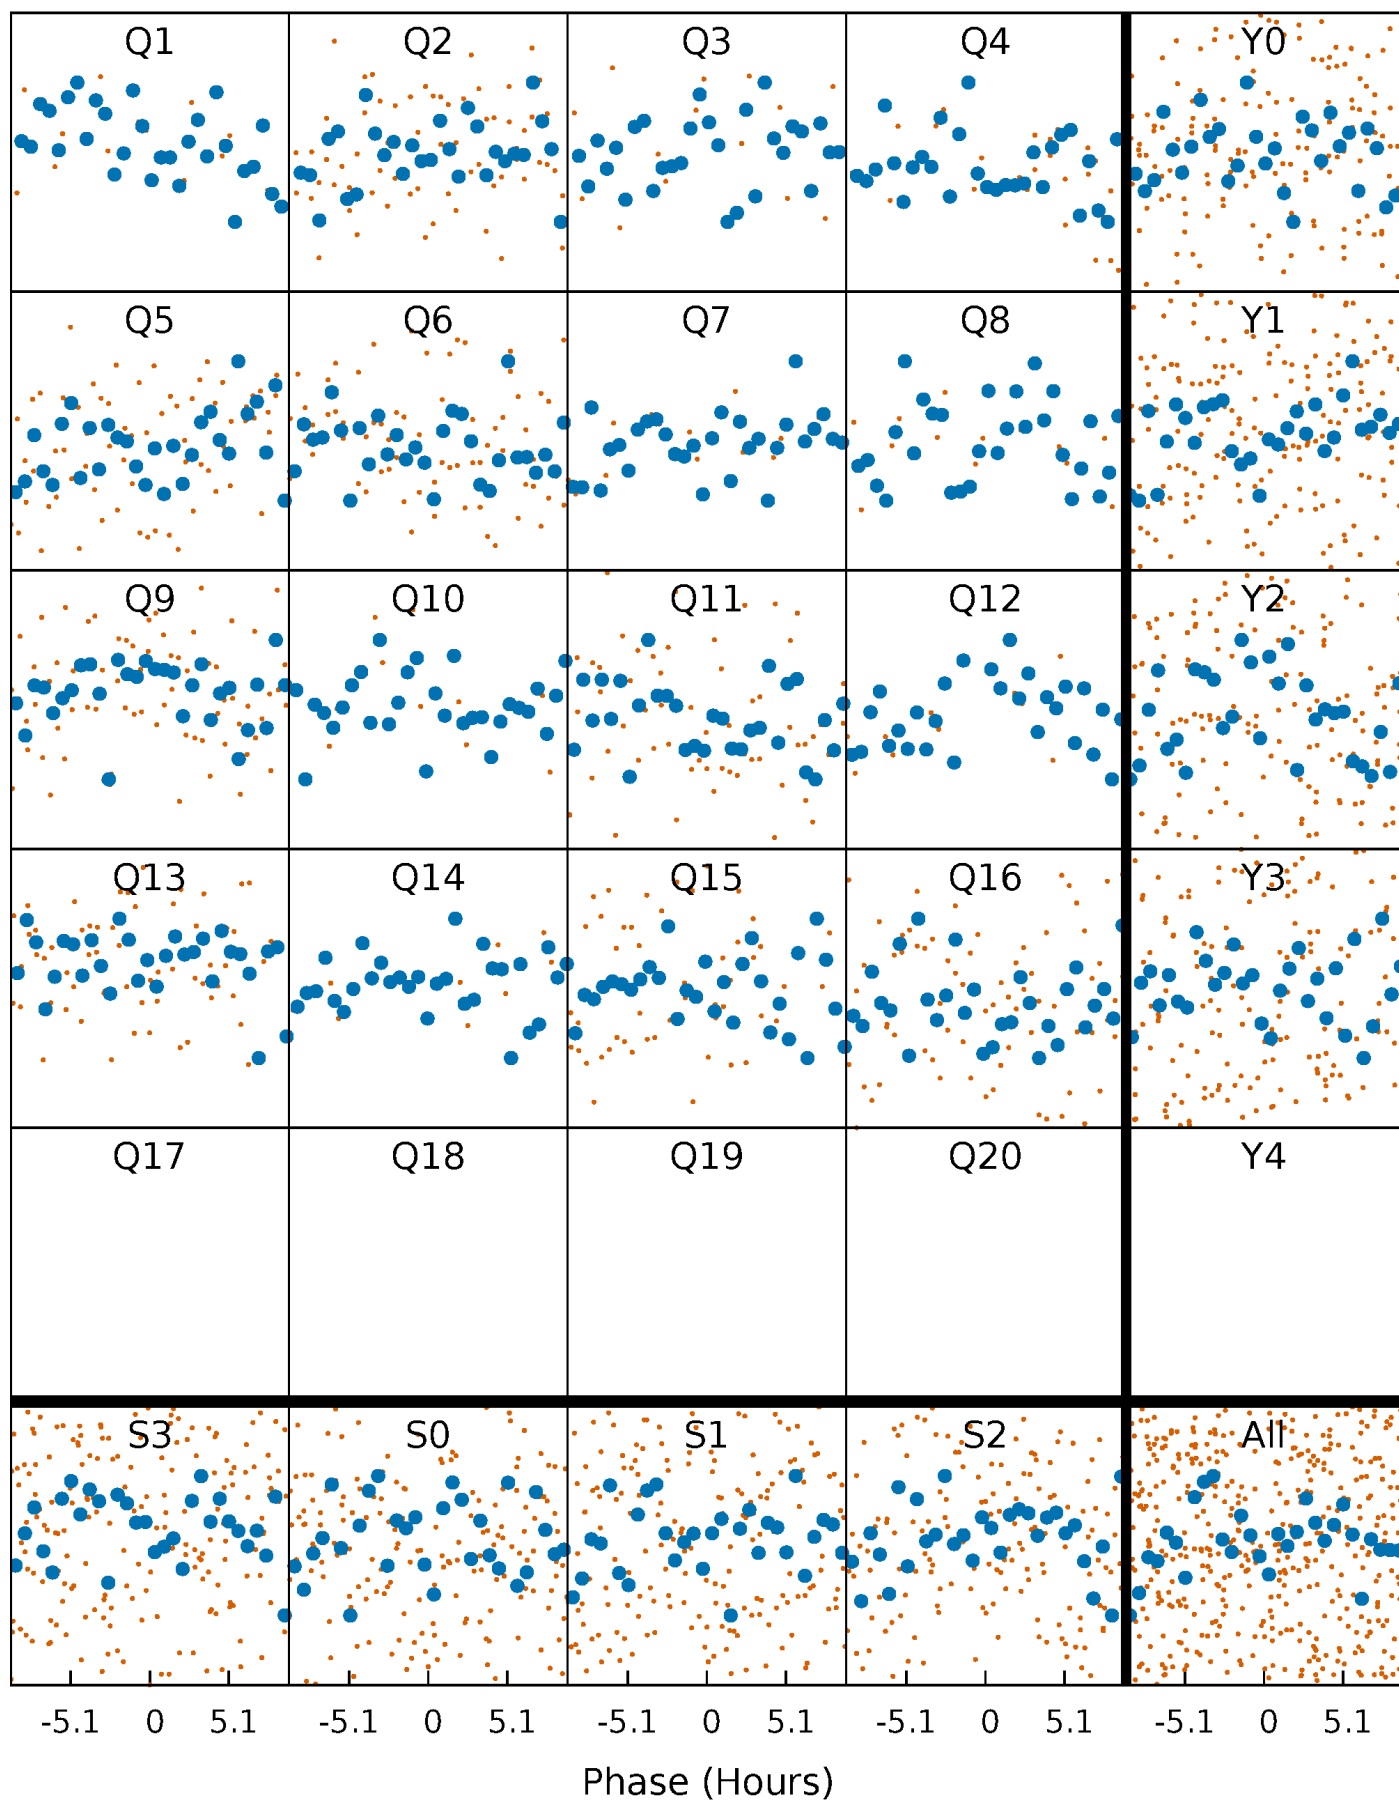 Q1 Q2 Q3 Q4 Y0
Q5 Q6 Q7 Q8 Y1
Q9 Q10 Q11 Q12 Y2
Q13 Q14 Q15 Q16 Y3
Q17 Q18 Q19 Q20 Y4
S3 S0 S1 S2 All
-5.1 0 5.1 -5.1 0 5.1 -5.1 0 5.1 -5.1 0 5.1 -5.1 0 5.1
Phase (Hours)